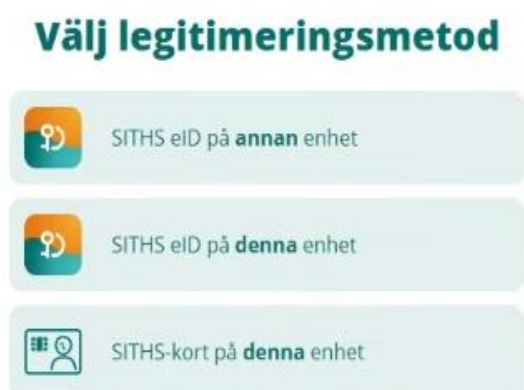 Välj legitimeringsmetod
SITHS eID på annan enhet
SITHS eID på denna enhet
SITHS-kort på denna enhet